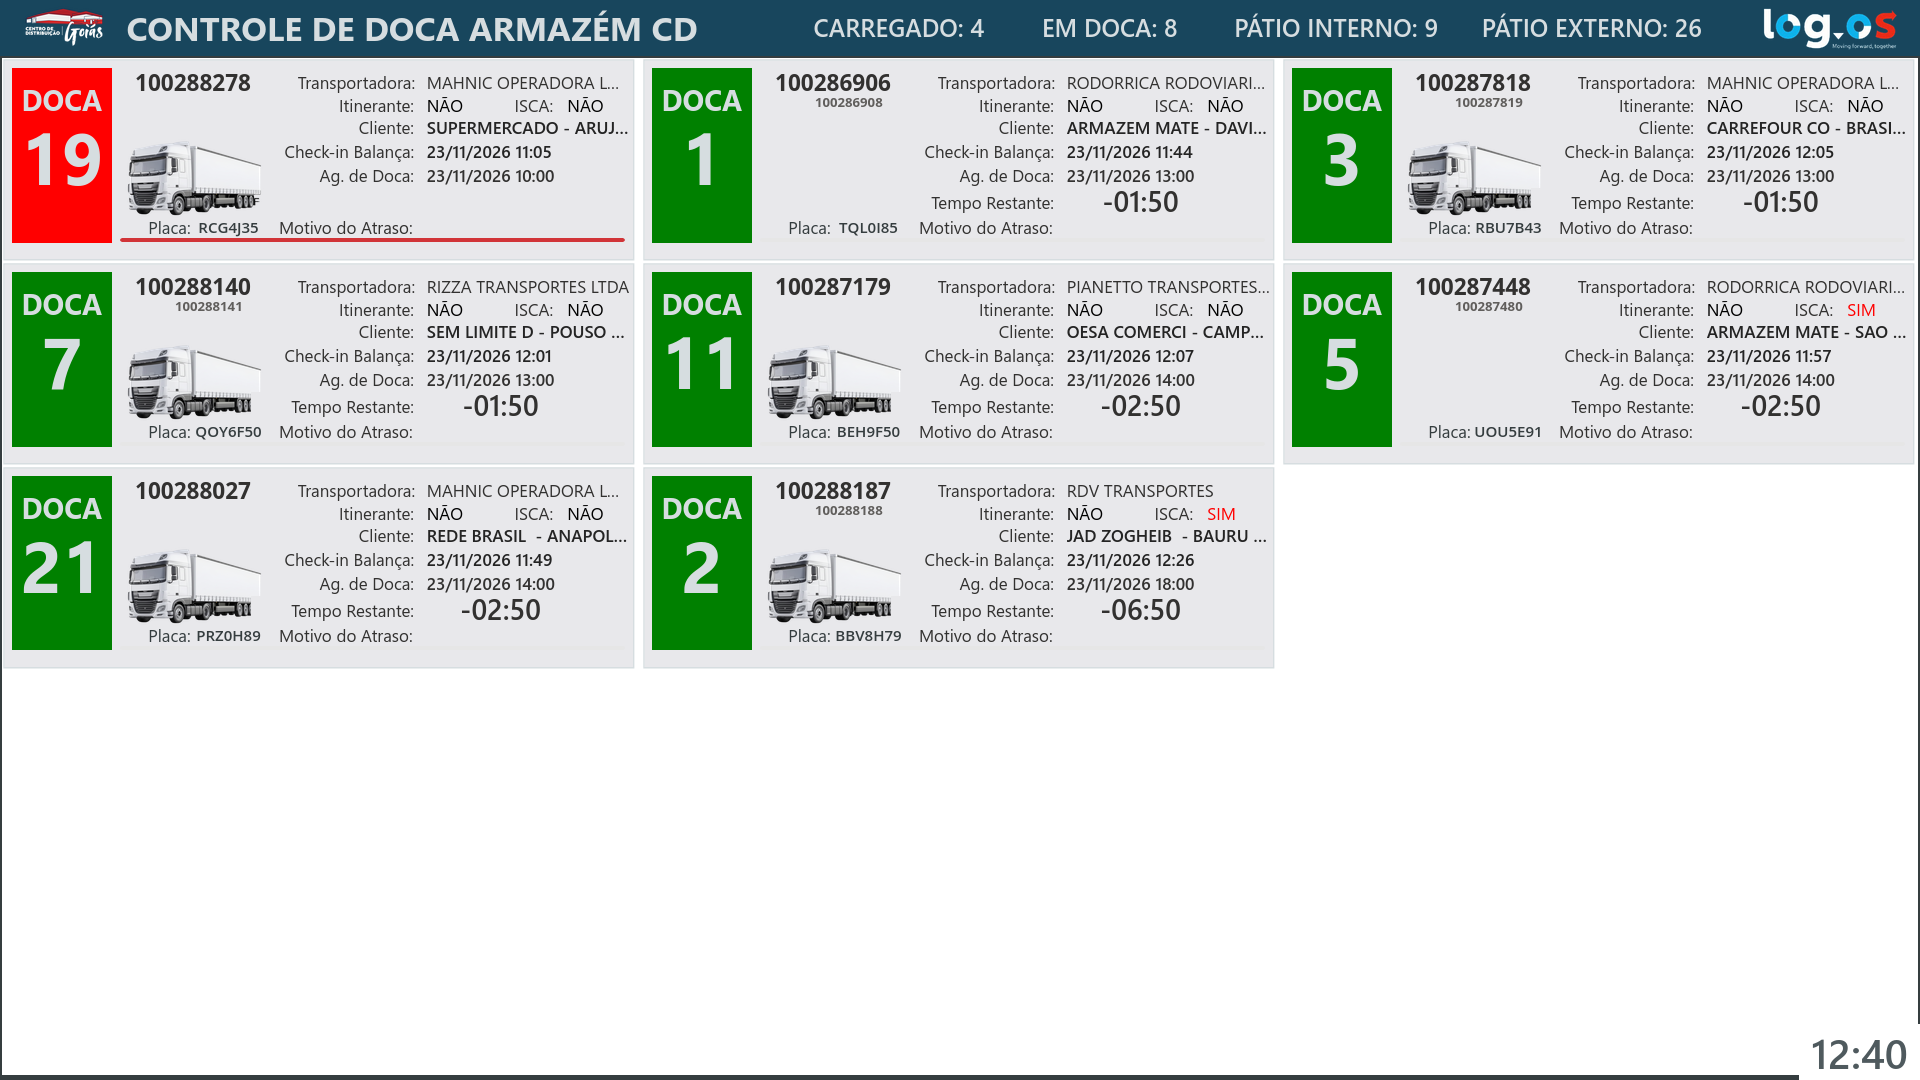 CENTRO DE DISTRIBUIÇÃO Goiás
CONTROLE DE DOCA ARMAZÉM CD
CARREGADO: 4
EM DOCA: 8
PÁTIO INTERNO: 9
PÁTIO EXTERNO: 26
log.os
Moving forward, together
DOCA
19
100288278
Transportadora: MAHNIC OPERADORA L...
Itinerante: NÃO ISCA: NÃO
Cliente: SUPERMERCADO - ARUJ...
Check-in Balança: 23/11/2026 11:05
Ag. de Doca: 23/11/2026 10:00
Placa: RCG4J35 Motivo do Atraso:
DOCA
1
100286906
100286908
Transportadora: RODORRICA RODOVIARI...
Itinerante: NÃO ISCA: NÃO
Cliente: ARMAZEM MATE - DAVI...
Check-in Balança: 23/11/2026 11:44
Ag. de Doca: 23/11/2026 13:00
Tempo Restante: -01:50
Placa: TQL0I85 Motivo do Atraso:
DOCA
3
100287818
100287819
Transportadora: MAHNIC OPERADORA L...
Itinerante: NÃO ISCA: NÃO
Cliente: CARREFOUR CO - BRASI...
Check-in Balança: 23/11/2026 12:05
Ag. de Doca: 23/11/2026 13:00
Tempo Restante: -01:50
Placa: RBU7B43 Motivo do Atraso:
DOCA
7
100288140
100288141
Transportadora: RIZZA TRANSPORTES LTDA
Itinerante: NÃO ISCA: NÃO
Cliente: SEM LIMITE D - POUSO ...
Check-in Balança: 23/11/2026 12:01
Ag. de Doca: 23/11/2026 13:00
Tempo Restante: -01:50
Placa: QOY6F50 Motivo do Atraso:
DOCA
11
100287179
Transportadora: PIANETTO TRANSPORTES...
Itinerante: NÃO ISCA: NÃO
Cliente: OESA COMERCI - CAMP...
Check-in Balança: 23/11/2026 12:07
Ag. de Doca: 23/11/2026 14:00
Tempo Restante: -02:50
Placa: BEH9F50 Motivo do Atraso:
DOCA
5
100287448
100287480
Transportadora: RODORRICA RODOVIARI...
Itinerante: NÃO ISCA: SIM
Cliente: ARMAZEM MATE - SAO ...
Check-in Balança: 23/11/2026 11:57
Ag. de Doca: 23/11/2026 14:00
Tempo Restante: -02:50
Placa: UOU5E91 Motivo do Atraso:
DOCA
21
100288027
Transportadora: MAHNIC OPERADORA L...
Itinerante: NÃO ISCA: NÃO
Cliente: REDE BRASIL - ANAPOL...
Check-in Balança: 23/11/2026 11:49
Ag. de Doca: 23/11/2026 14:00
Tempo Restante: -02:50
Placa: PRZ0H89 Motivo do Atraso:
DOCA
2
100288187
100288188
Transportadora: RDV TRANSPORTES
Itinerante: NÃO ISCA: SIM
Cliente: JAD ZOGHEIB - BAURU ...
Check-in Balança: 23/11/2026 12:26
Ag. de Doca: 23/11/2026 18:00
Tempo Restante: -06:50
Placa: BBV8H79 Motivo do Atraso:
12:40